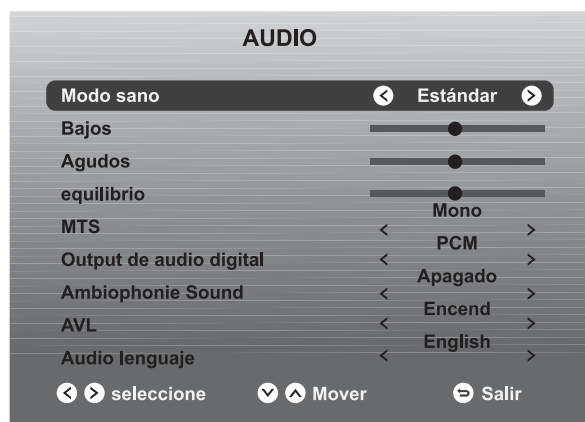 AUDIO
Modo sano Estándar
Bajos
Agudos
equilibrio
MTS Mono
Output de audio digital PCM
Ambiophonie Sound Apagado
AVL Encend
Audio lenguaje English
seleccione Mover Salir